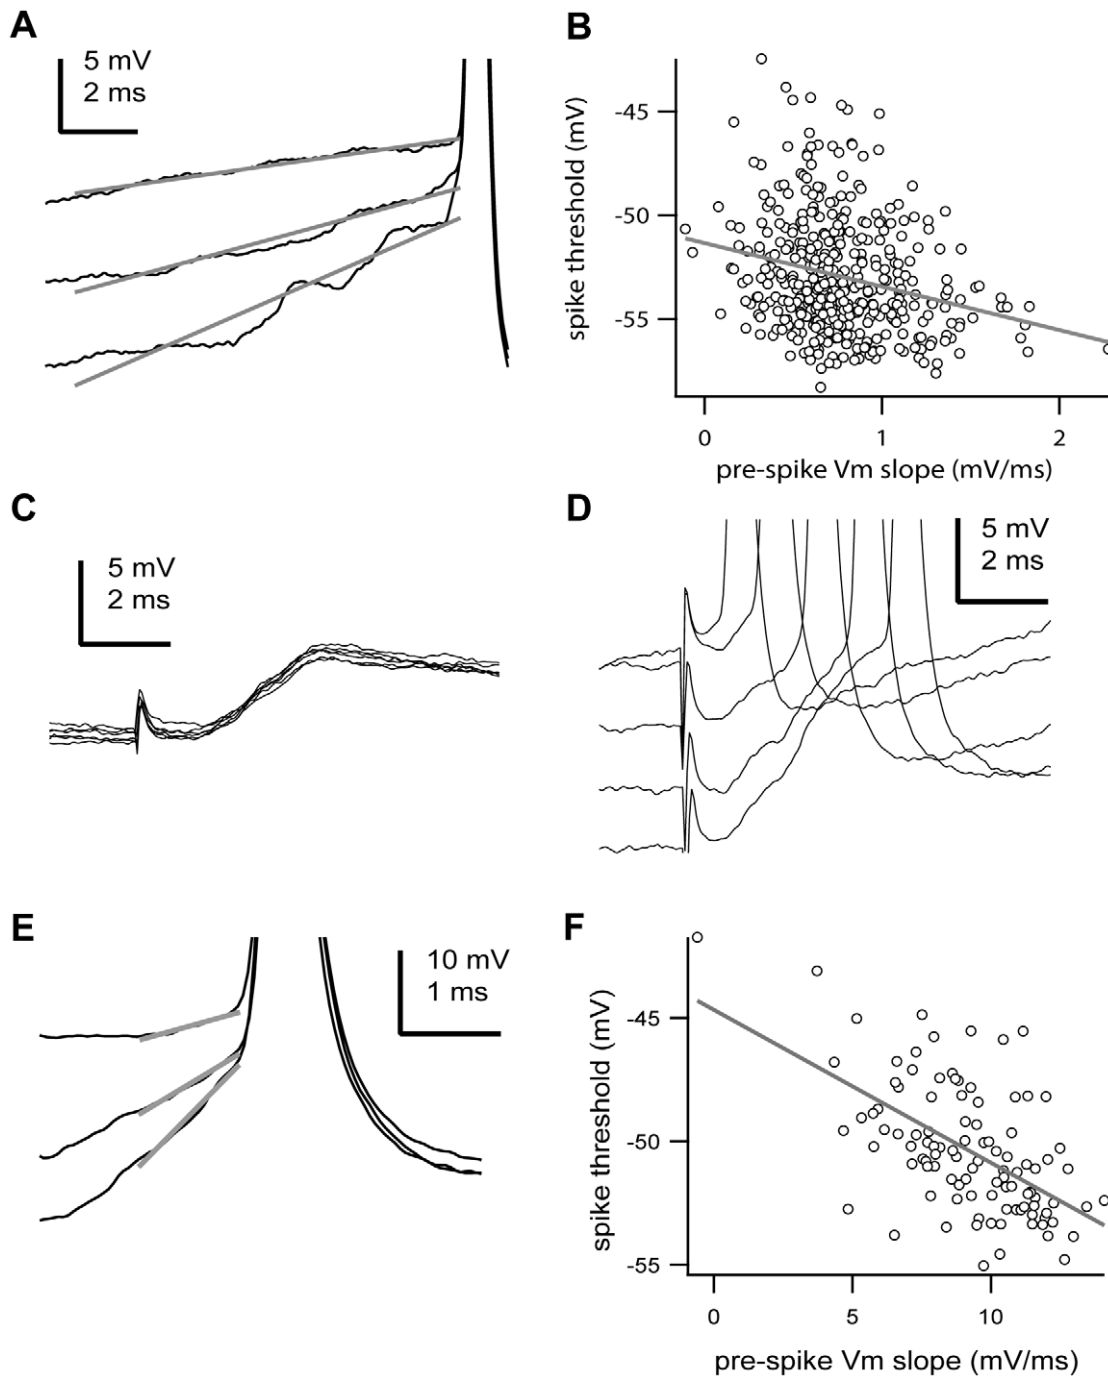 A
5 mV
2 ms
B
spike threshold (mV)
-45
-50
-55
0
1
2
pre-spike Vm slope (mV/ms)
C
5 mV
2 ms
D
5 mV
2 ms
E
10 mV
1 ms
F
spike threshold (mV)
-45
-50
-55
0
5
10
pre-spike Vm slope (mV/ms)